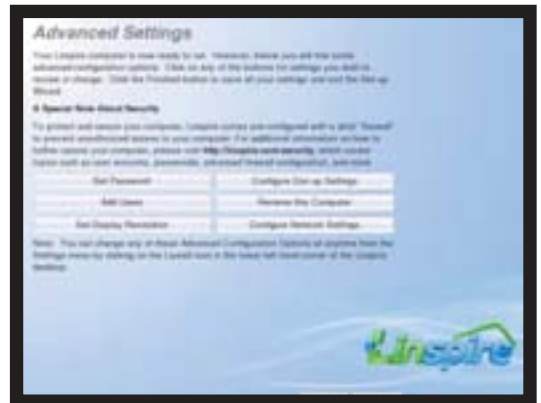 Advanced Settings
Your Linspire computer is now ready to run. However, below you will find some
advanced configuration options. Click on any of the buttons for settings you wish to
review or change. Click the Finished button to save all your settings and exit the Set-up
Wizard.
A Special Note About Security
To protect and secure your computer, Linspire comes pre-configured with a strict "firewall"
to prevent unauthorized access to your computer. For additional information on how to
further secure your computer, please visit http://linspire.com/security, which covers
topics such as user accounts, passwords, advanced firewall configuration, and more.
Set Password
Configure Dial-up Settings
Add Users
Rename this Computer
Set Display Resolution
Configure Network Settings
Note: You can change any of these Advanced Configuration Options at anytime from the
Settings menu by clicking on the Launch icon in the lower left hand corner of the Linspire
desktop.
Linspire